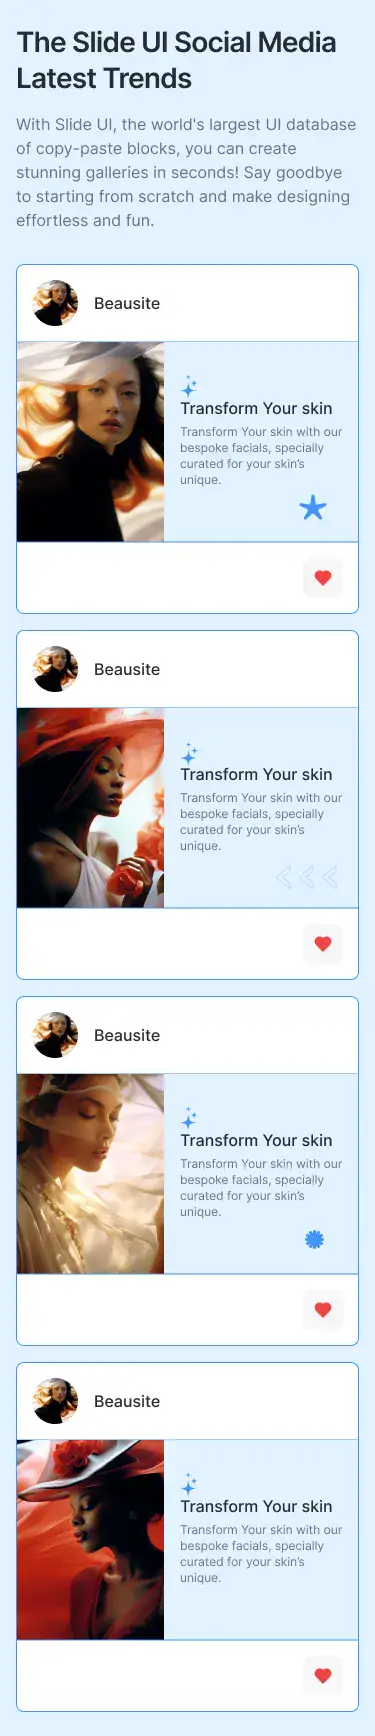 The Slide UI Social Media
Latest Trends
With Slide UI, the world's largest UI database
of copy-paste blocks, you can create
stunning galleries in seconds! Say goodbye
to starting from scratch and make designing
effortless and fun.
Beausite
Transform Your skin
Transform Your skin with our
bespoke facials, specially
curated for your skin's
unique.
Beausite
Transform Your skin
Transform Your skin with our
bespoke facials, specially
curated for your skin's
unique.
Beausite
Transform Your skin
Transform Your skin with our
bespoke facials, specially
curated for your skin's
unique.
Beausite
Transform Your skin
Transform Your skin with our
bespoke facials, specially
curated for your skin's
unique.